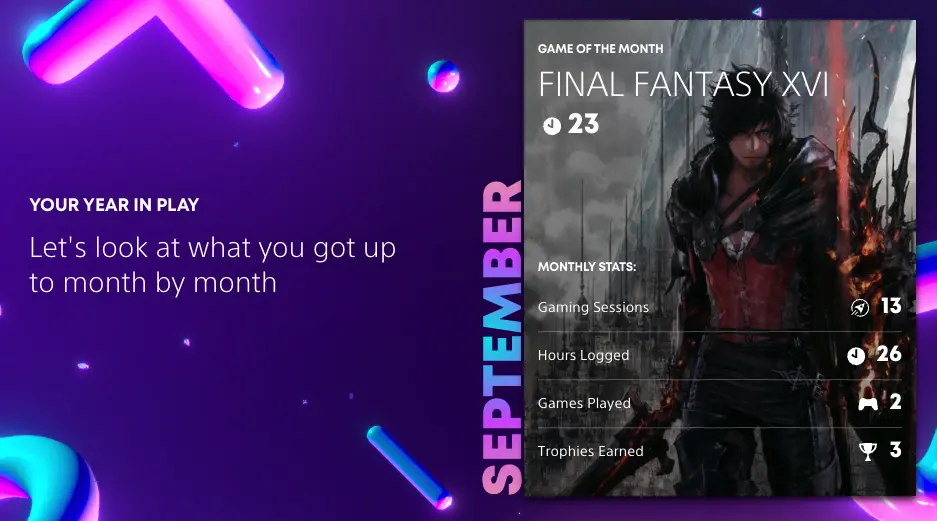 YOUR YEAR IN PLAY
Let's look at what you got up
to month by month
SEPTEMBER
GAME OF THE MONTH
FINAL FANTASY XVI
23
MONTHLY STATS:
Gaming Sessions 13
Hours Logged 26
Games Played 2
Trophies Earned 3